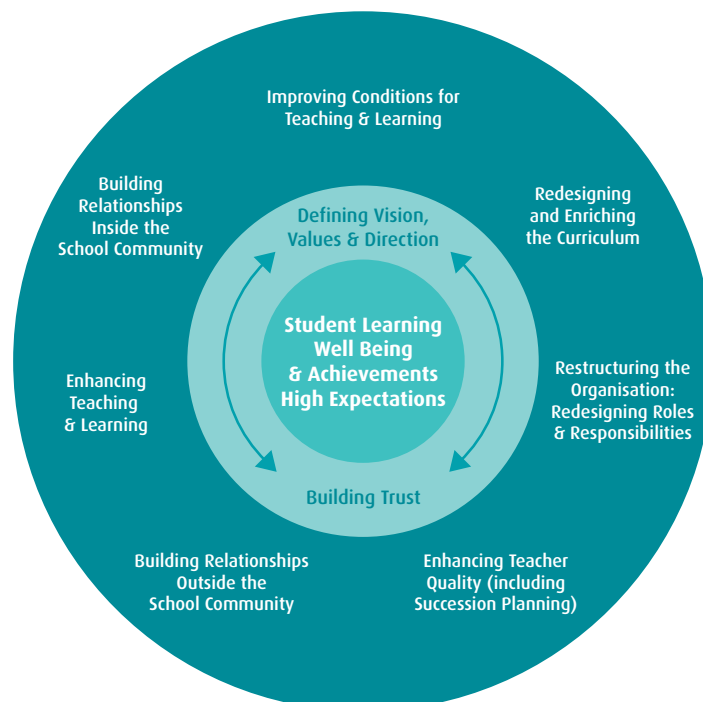 Improving Conditions for
Teaching & Learning
Building
Relationships
Inside the
School Community
Redesigning
and Enriching
the Curriculum
Defining Vision,
Values & Direction
Student Learning
Well Being
& Achievements
High Expectations
Enhancing
Teaching
& Learning
Restructuring the
Organisation:
Redesigning Roles
& Responsibilities
Building Trust
Building Relationships
Outside the
School Community
Enhancing Teacher
Quality (including
Succession Planning)